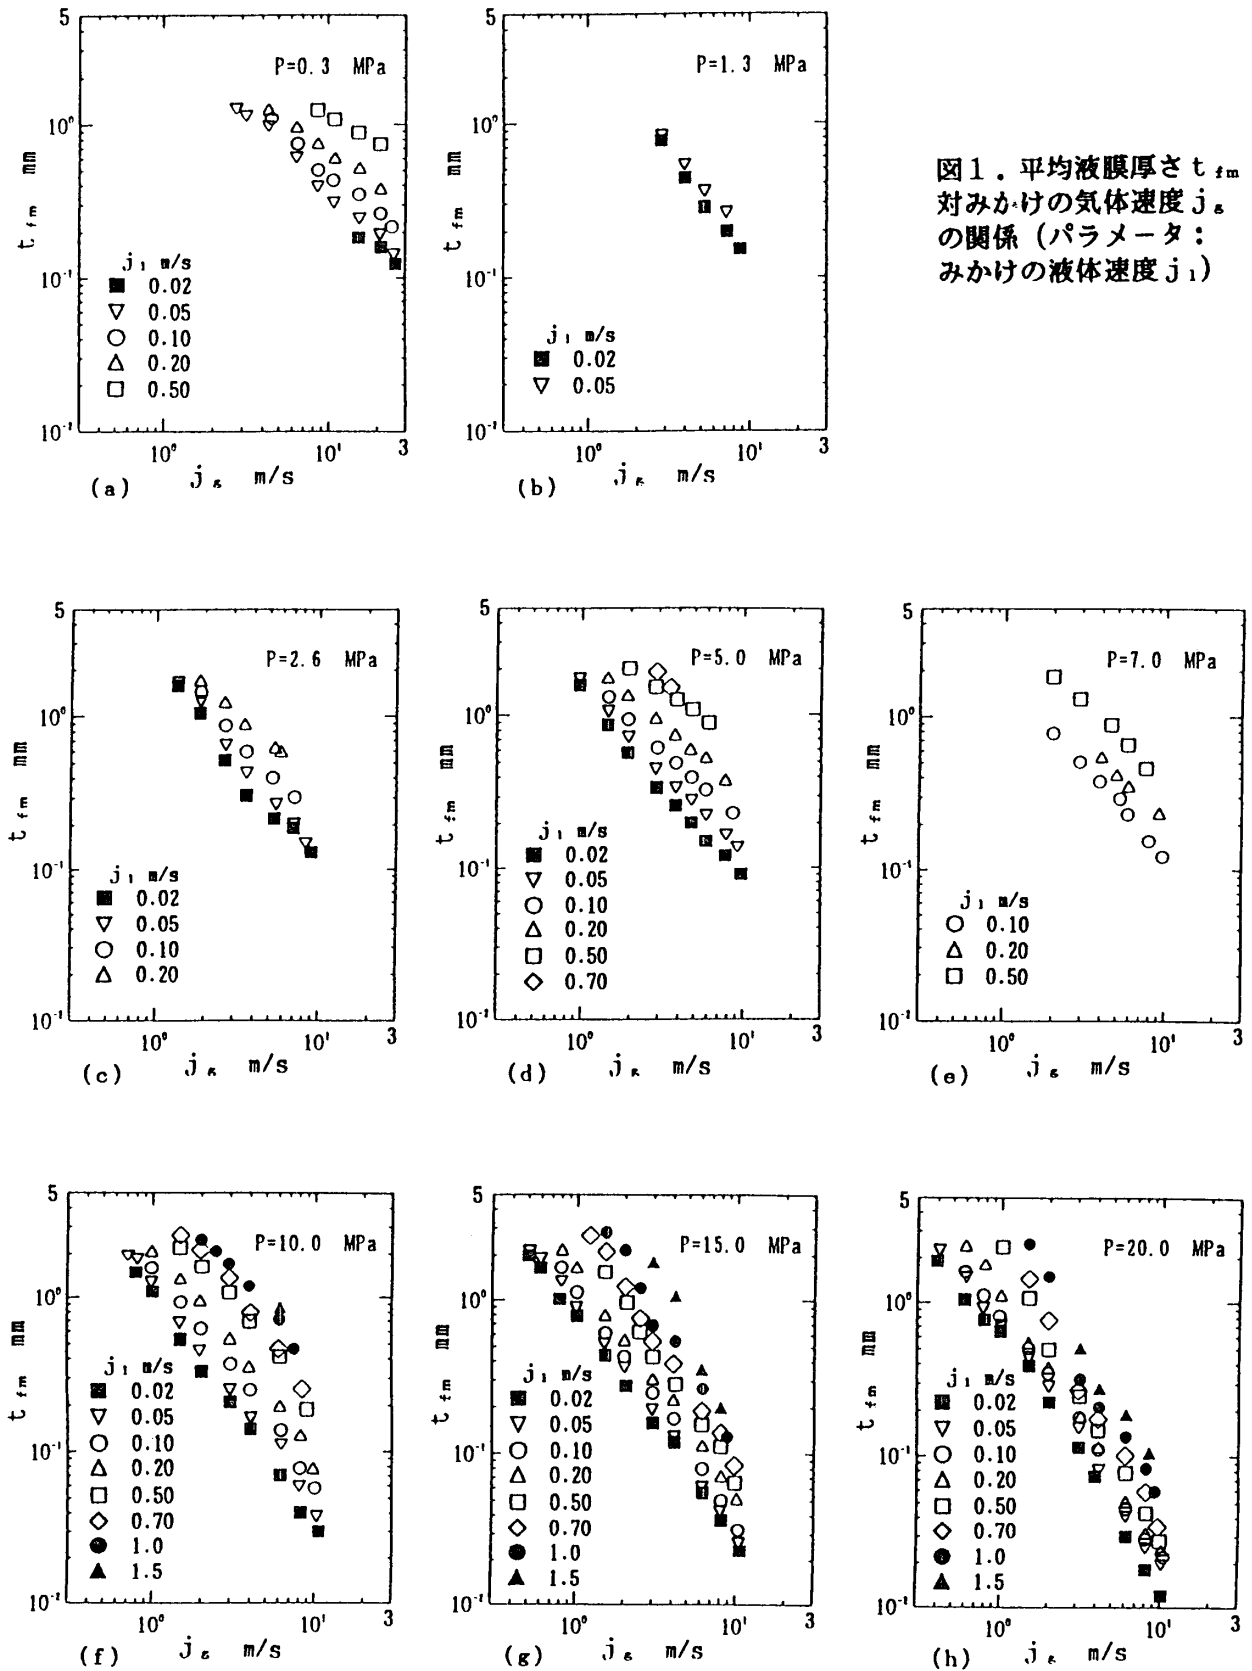 5
P=0.3 MPa
10⁰
t fm mm
10⁻¹
j l m/s
■ 0.02
▽ 0.05
○ 0.10
△ 0.20
□ 0.50
10⁻²
10⁰ 10¹ 3
(a) j g m/s
5
P=1.3 MPa
10⁰
t fm mm
10⁻¹
j l m/s
■ 0.02
▽ 0.05
10⁻²
10⁰ 10¹ 3
(b) j g m/s
図1.平均液膜厚さt fm
対みかけの気体速度j g
の関係(パラメータ:
みかけの液体速度j l)
5
P=2.6 MPa
10⁰
t fm mm
10⁻¹
j l m/s
■ 0.02
▽ 0.05
○ 0.10
△ 0.20
10⁻²
10⁰ 10¹ 3
(c) j g m/s
5
P=5.0 MPa
10⁰
t fm mm
10⁻¹
j l m/s
■ 0.02
▽ 0.05
○ 0.10
△ 0.20
□ 0.50
◇ 0.70
10⁻²
10⁰ 10¹ 3
(d) j g m/s
5
P=7.0 MPa
10⁰
t fm mm
10⁻¹
j l m/s
○ 0.10
△ 0.20
□ 0.50
10⁻²
10⁰ 10¹ 3
(e) j g m/s
5
P=10.0 MPa
10⁰
t fm mm
10⁻¹
j l m/s
■ 0.02
▽ 0.05
○ 0.10
△ 0.20
□ 0.50
◇ 0.70
● 1.0
▲ 1.5
10⁻²
10⁰ 10¹ 3
(f) j g m/s
5
P=15.0 MPa
10⁰
t fm mm
10⁻¹
j l m/s
■ 0.02
▽ 0.05
○ 0.10
△ 0.20
□ 0.50
◇ 0.70
● 1.0
▲ 1.5
10⁻²
10⁰ 10¹ 3
(g) j g m/s
5
P=20.0 MPa
10⁰
t fm mm
10⁻¹
j l m/s
■ 0.02
▽ 0.05
○ 0.10
△ 0.20
□ 0.50
◇ 0.70
● 1.0
▲ 1.5
10⁻²
10⁰ 10¹ 3
(h) j g m/s